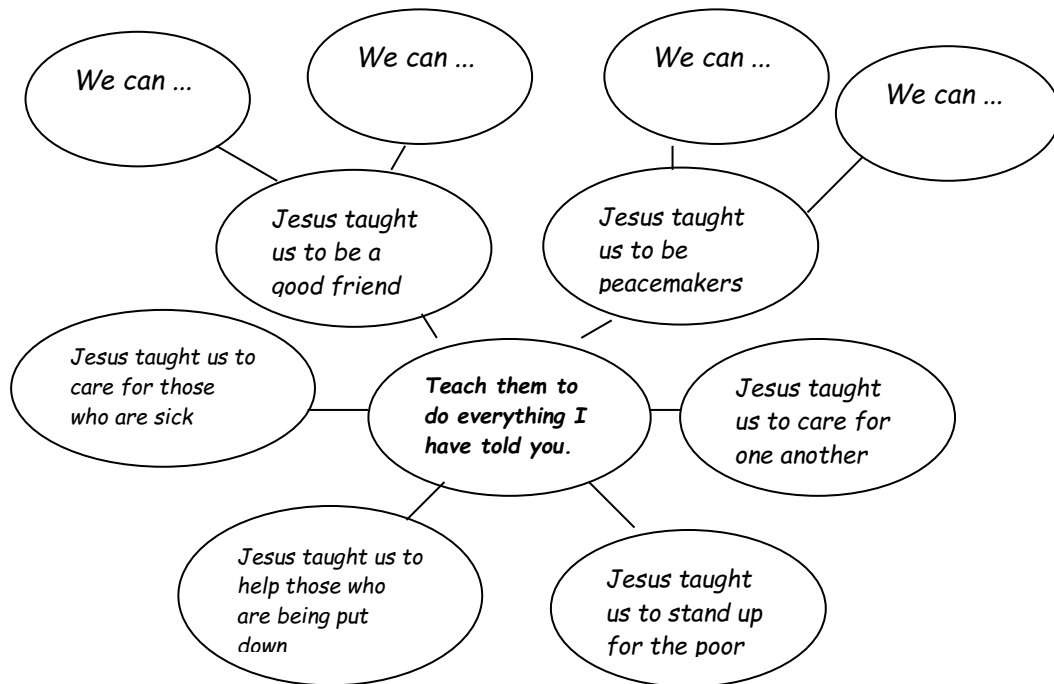 We can ...
We can ...
We can ...
We can ...
Jesus taught
us to be a
good friend
Jesus taught
us to be
peacemakers
Jesus taught us to
care for those
who are sick
Teach them to
do everything I
have told you.
Jesus taught
us to care for
one another
Jesus taught us to
help those who
are being put
down
Jesus taught
us to stand up
for the poor